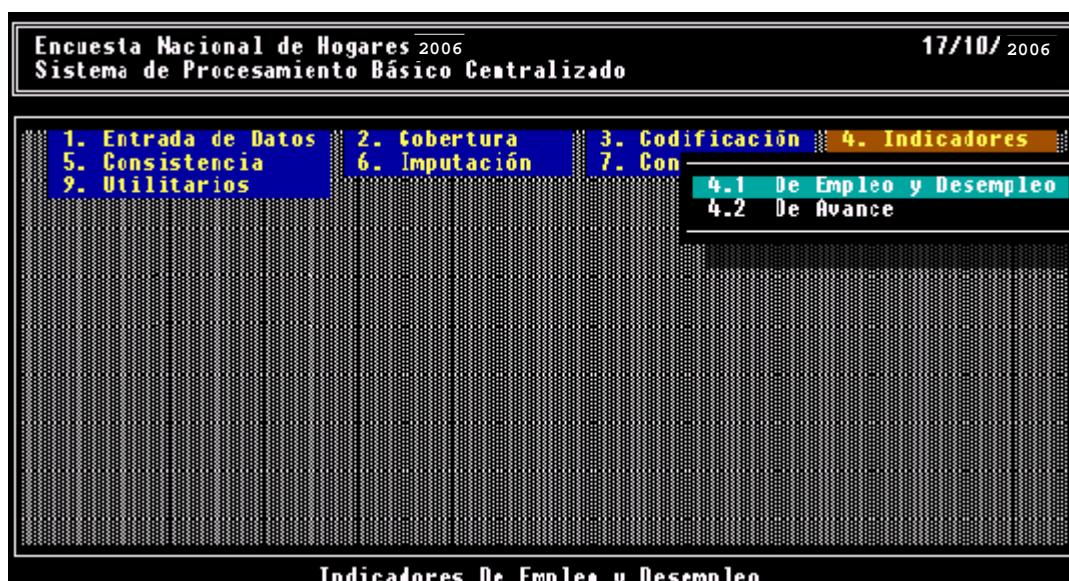 Encuesta Nacional de Hogares 2006 17/10/ 2006
Sistema de Procesamiento Básico Centralizado
1. Entrada de Datos 2. Cobertura 3. Codificación 4. Indicadores
5. Consistencia 6. Imputación 7. Con
9. Utilitarios
4.1 De Empleo y Desempleo
4.2 De Avance
Indicadores De Empleo y Desempleo